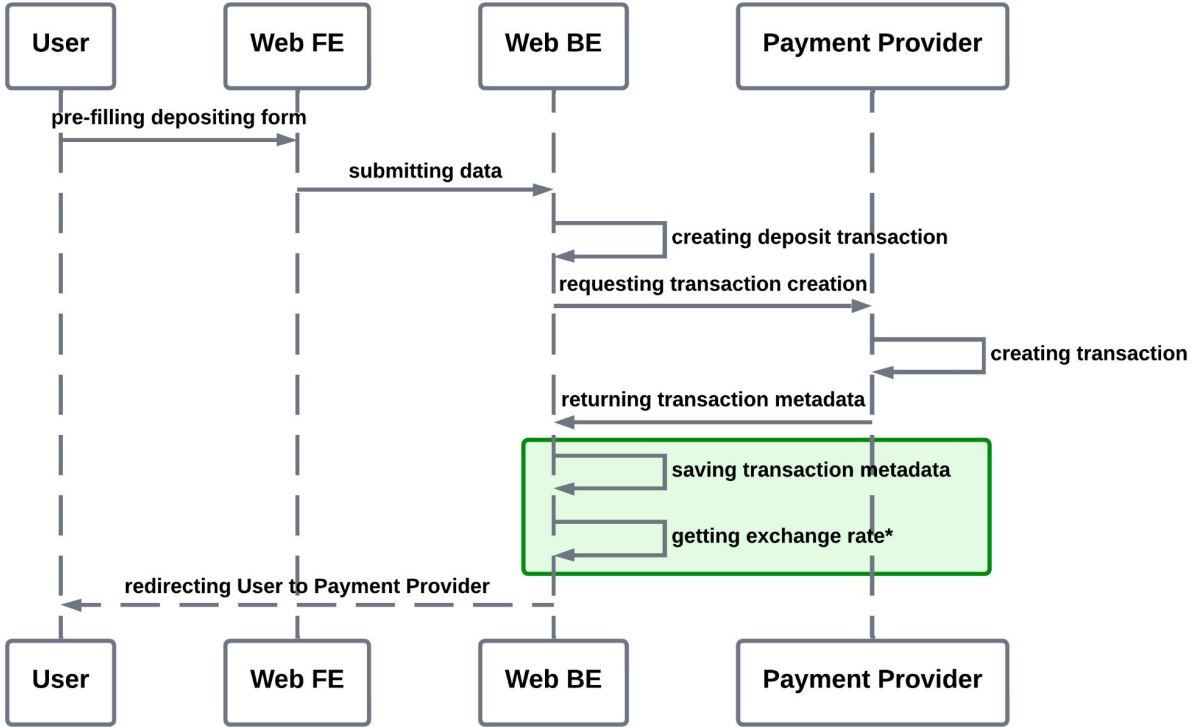 User
Web FE
Web BE
Payment Provider
pre-filling depositing form
submitting data
creating deposit transaction
requesting transaction creation
creating transaction
returning transaction metadata
saving transaction metadata
getting exchange rate*
redirecting User to Payment Provider
User
Web FE
Web BE
Payment Provider